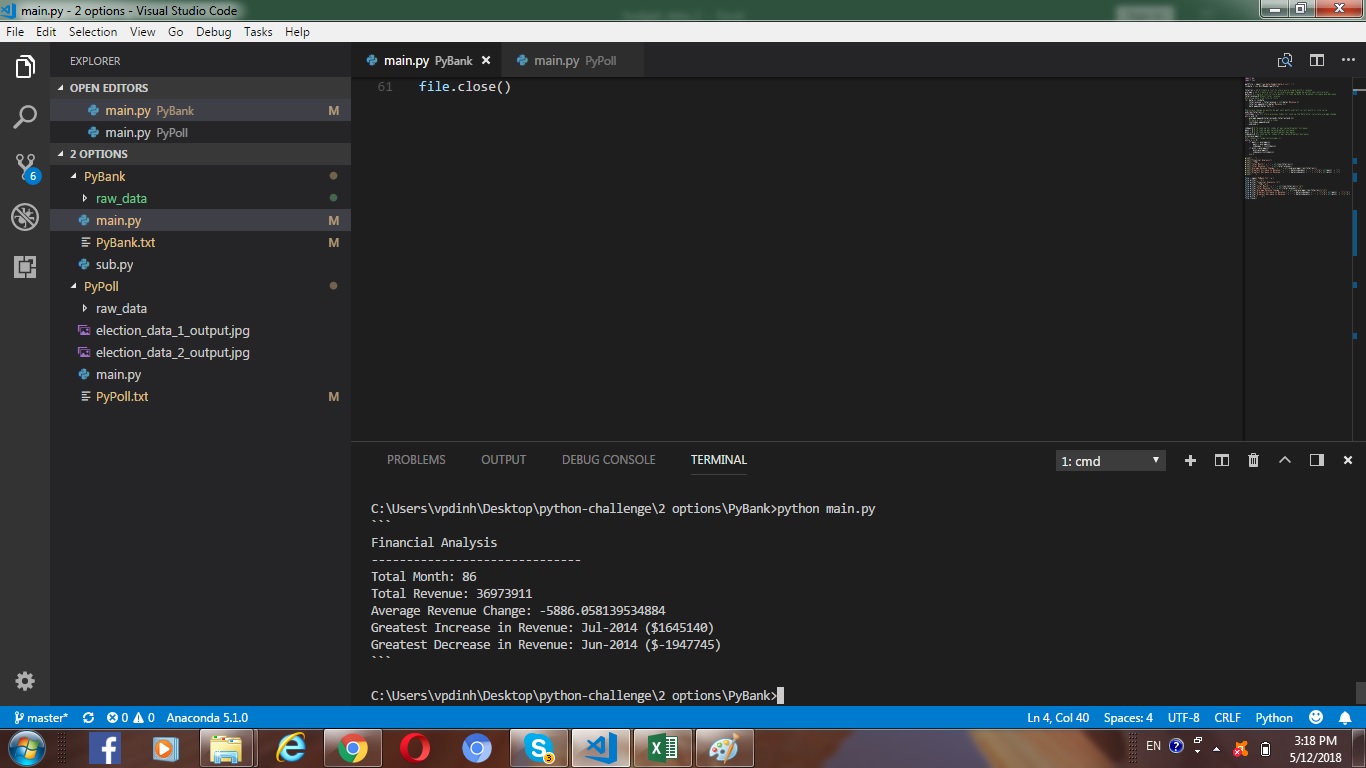 main.py - 2 options - Visual Studio Code
File Edit Selection View Go Debug Tasks Help
EXPLORER
OPEN EDITORS
main.py PyBank M
main.py PyPoll
2 OPTIONS
PyBank
raw_data
main.py M
PyBank.txt M
sub.py
PyPoll
raw_data
election_data_1_output.jpg
election_data_2_output.jpg
main.py
PyPoll.txt M
6
main.py PyBank
main.py PyPoll
61 file.close()
PROBLEMS OUTPUT DEBUG CONSOLE TERMINAL
1: cmd
C:\Users\vpdinh\Desktop\python-challenge\2 options\PyBank>python main.py
```
Financial Analysis
------------------------------
Total Month: 86
Total Revenue: 36973911
Average Revenue Change: -5886.058139534884
Greatest Increase in Revenue: Jul-2014 ($1645140)
Greatest Decrease in Revenue: Jun-2014 ($-1947745)
```
C:\Users\vpdinh\Desktop\python-challenge\2 options\PyBank>
master* 0 0 Anaconda 5.1.0 Ln 4, Col 40 Spaces: 4 UTF-8 CRLF Python
3
EN
3:18 PM
5/12/2018